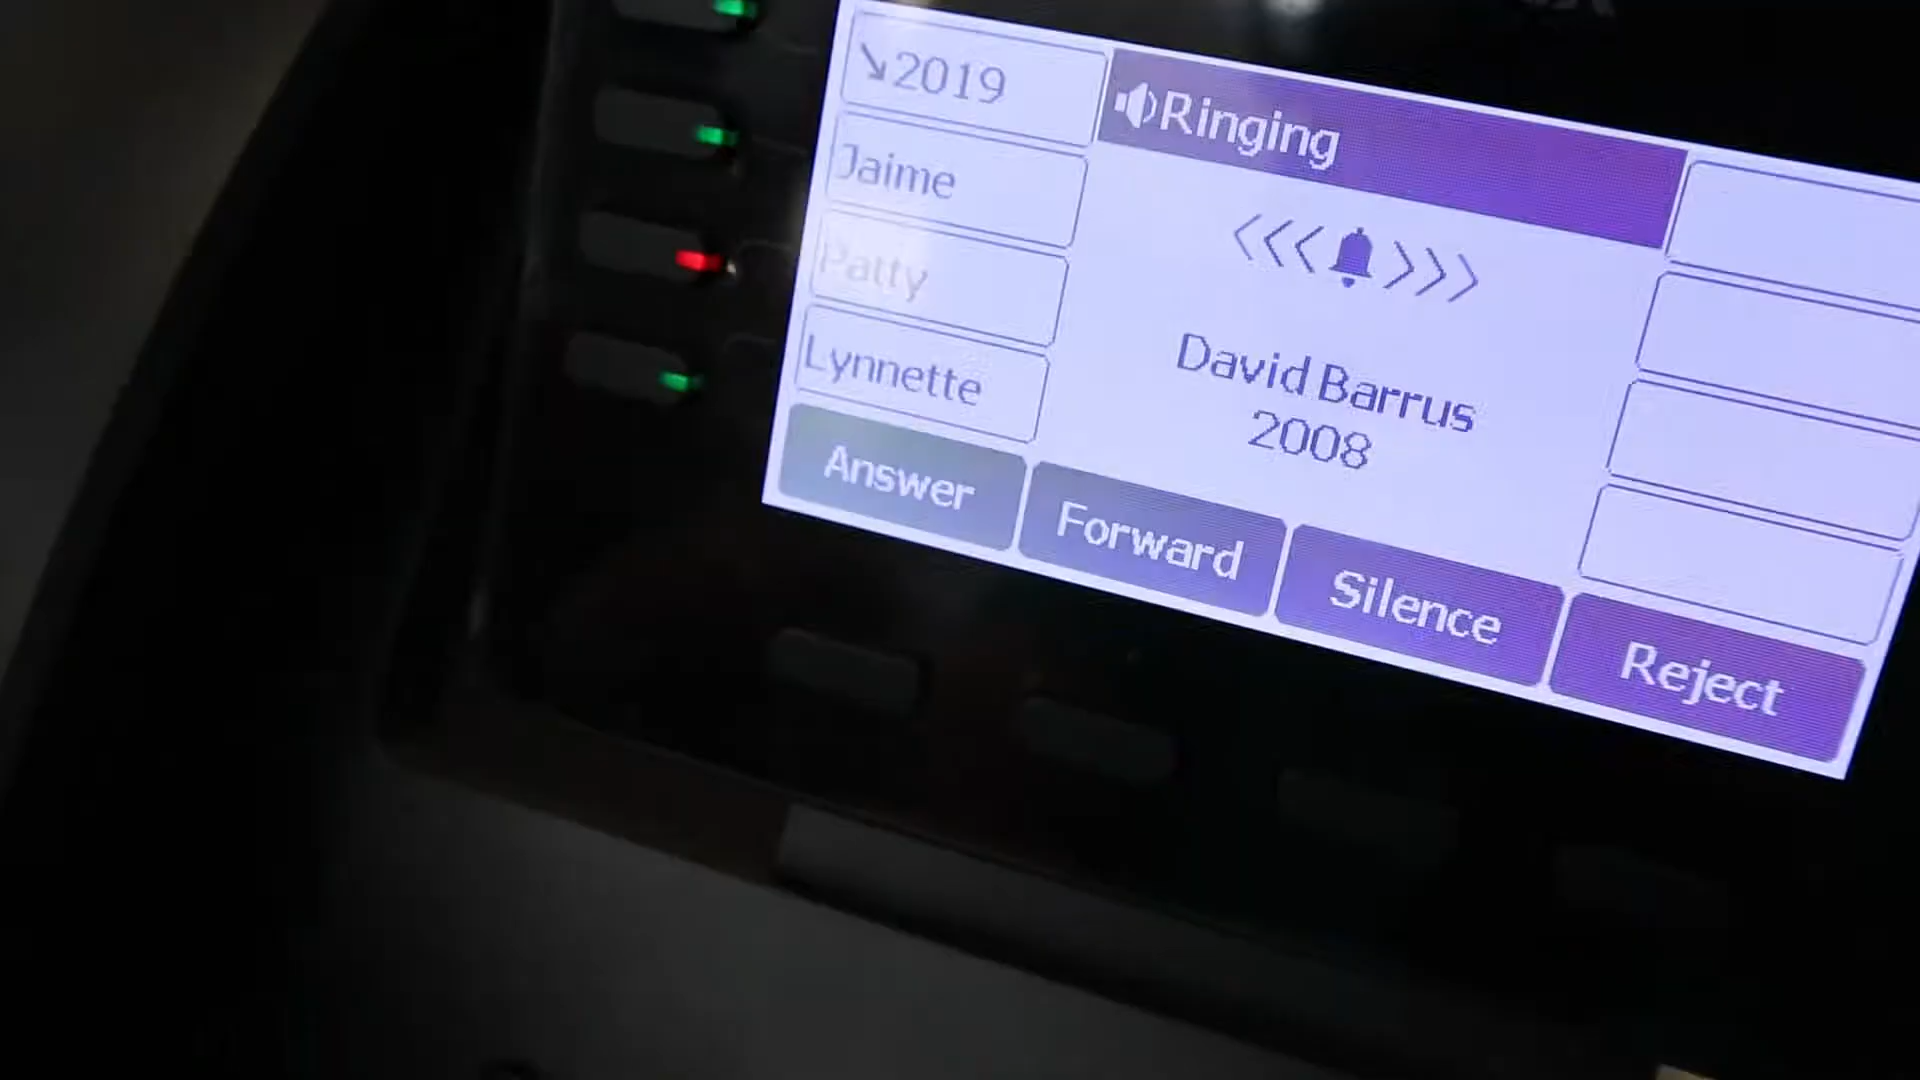 2019
Jaime
Patty
Lynnette
Ringing
David Barrus
2008
Answer
Forward
Silence
Reject